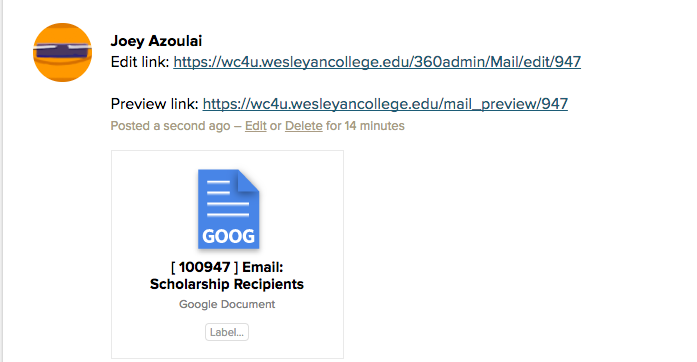 Joey Azoulai
Edit link: https://wc4u.wesleyancollege.edu/360admin/Mail/edit/947
Preview link: https://wc4u.wesleyancollege.edu/mail_preview/947
Posted a second ago – Edit or Delete for 14 minutes
GOOG
[ 100947 ] Email:
Scholarship Recipients
Google Document
Label...